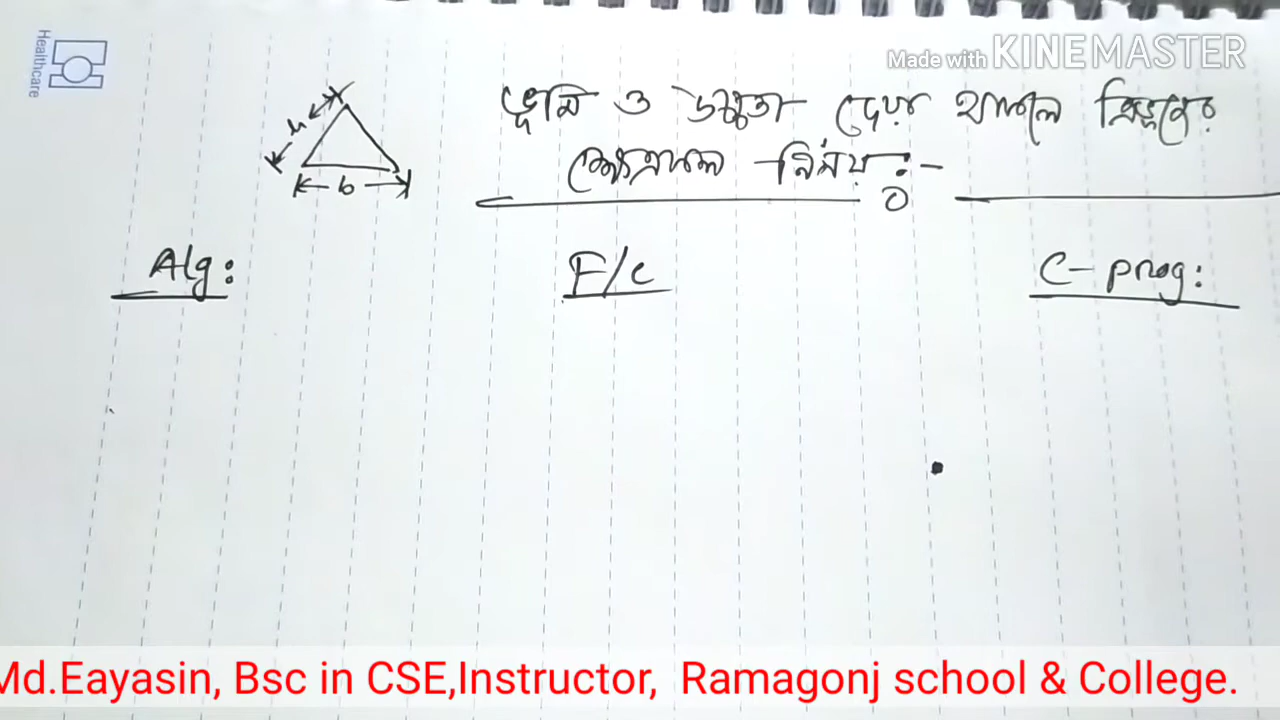 Healthcare
Made with KINEMASTER
ভূমি ও উচ্চতা দেয়া থাকলে ত্রিভুজের
ক্ষেত্রফল নির্ণয় :-
h
b
Alg:
F/c
C- prog:
Md.Eayasin, Bsc in CSE,Instructor, Ramagonj school & College.